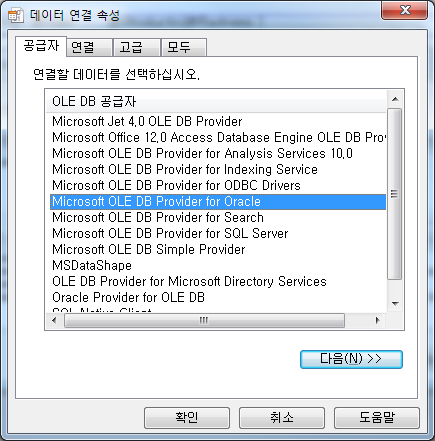 데이터 연결 속성
공급자 연결 고급 모두
연결할 데이터를 선택하십시오.
OLE DB 공급자
Microsoft Jet 4,0 OLE DB Provider
Microsoft Office 12,0 Access Database Engine OLE DB Pro
Microsoft OLE DB Provider for Analysis Services 10,0
Microsoft OLE DB Provider for Indexing Service
Microsoft OLE DB Provider for ODBC Drivers
Microsoft OLE DB Provider for Oracle
Microsoft OLE DB Provider for Search
Microsoft OLE DB Provider for SQL Server
Microsoft OLE DB Simple Provider
MSDataShape
OLE DB Provider for Microsoft Directory Services
Oracle Provider for OLE DB
SQL Native Client
다음(N) >>
확인 취소 도움말